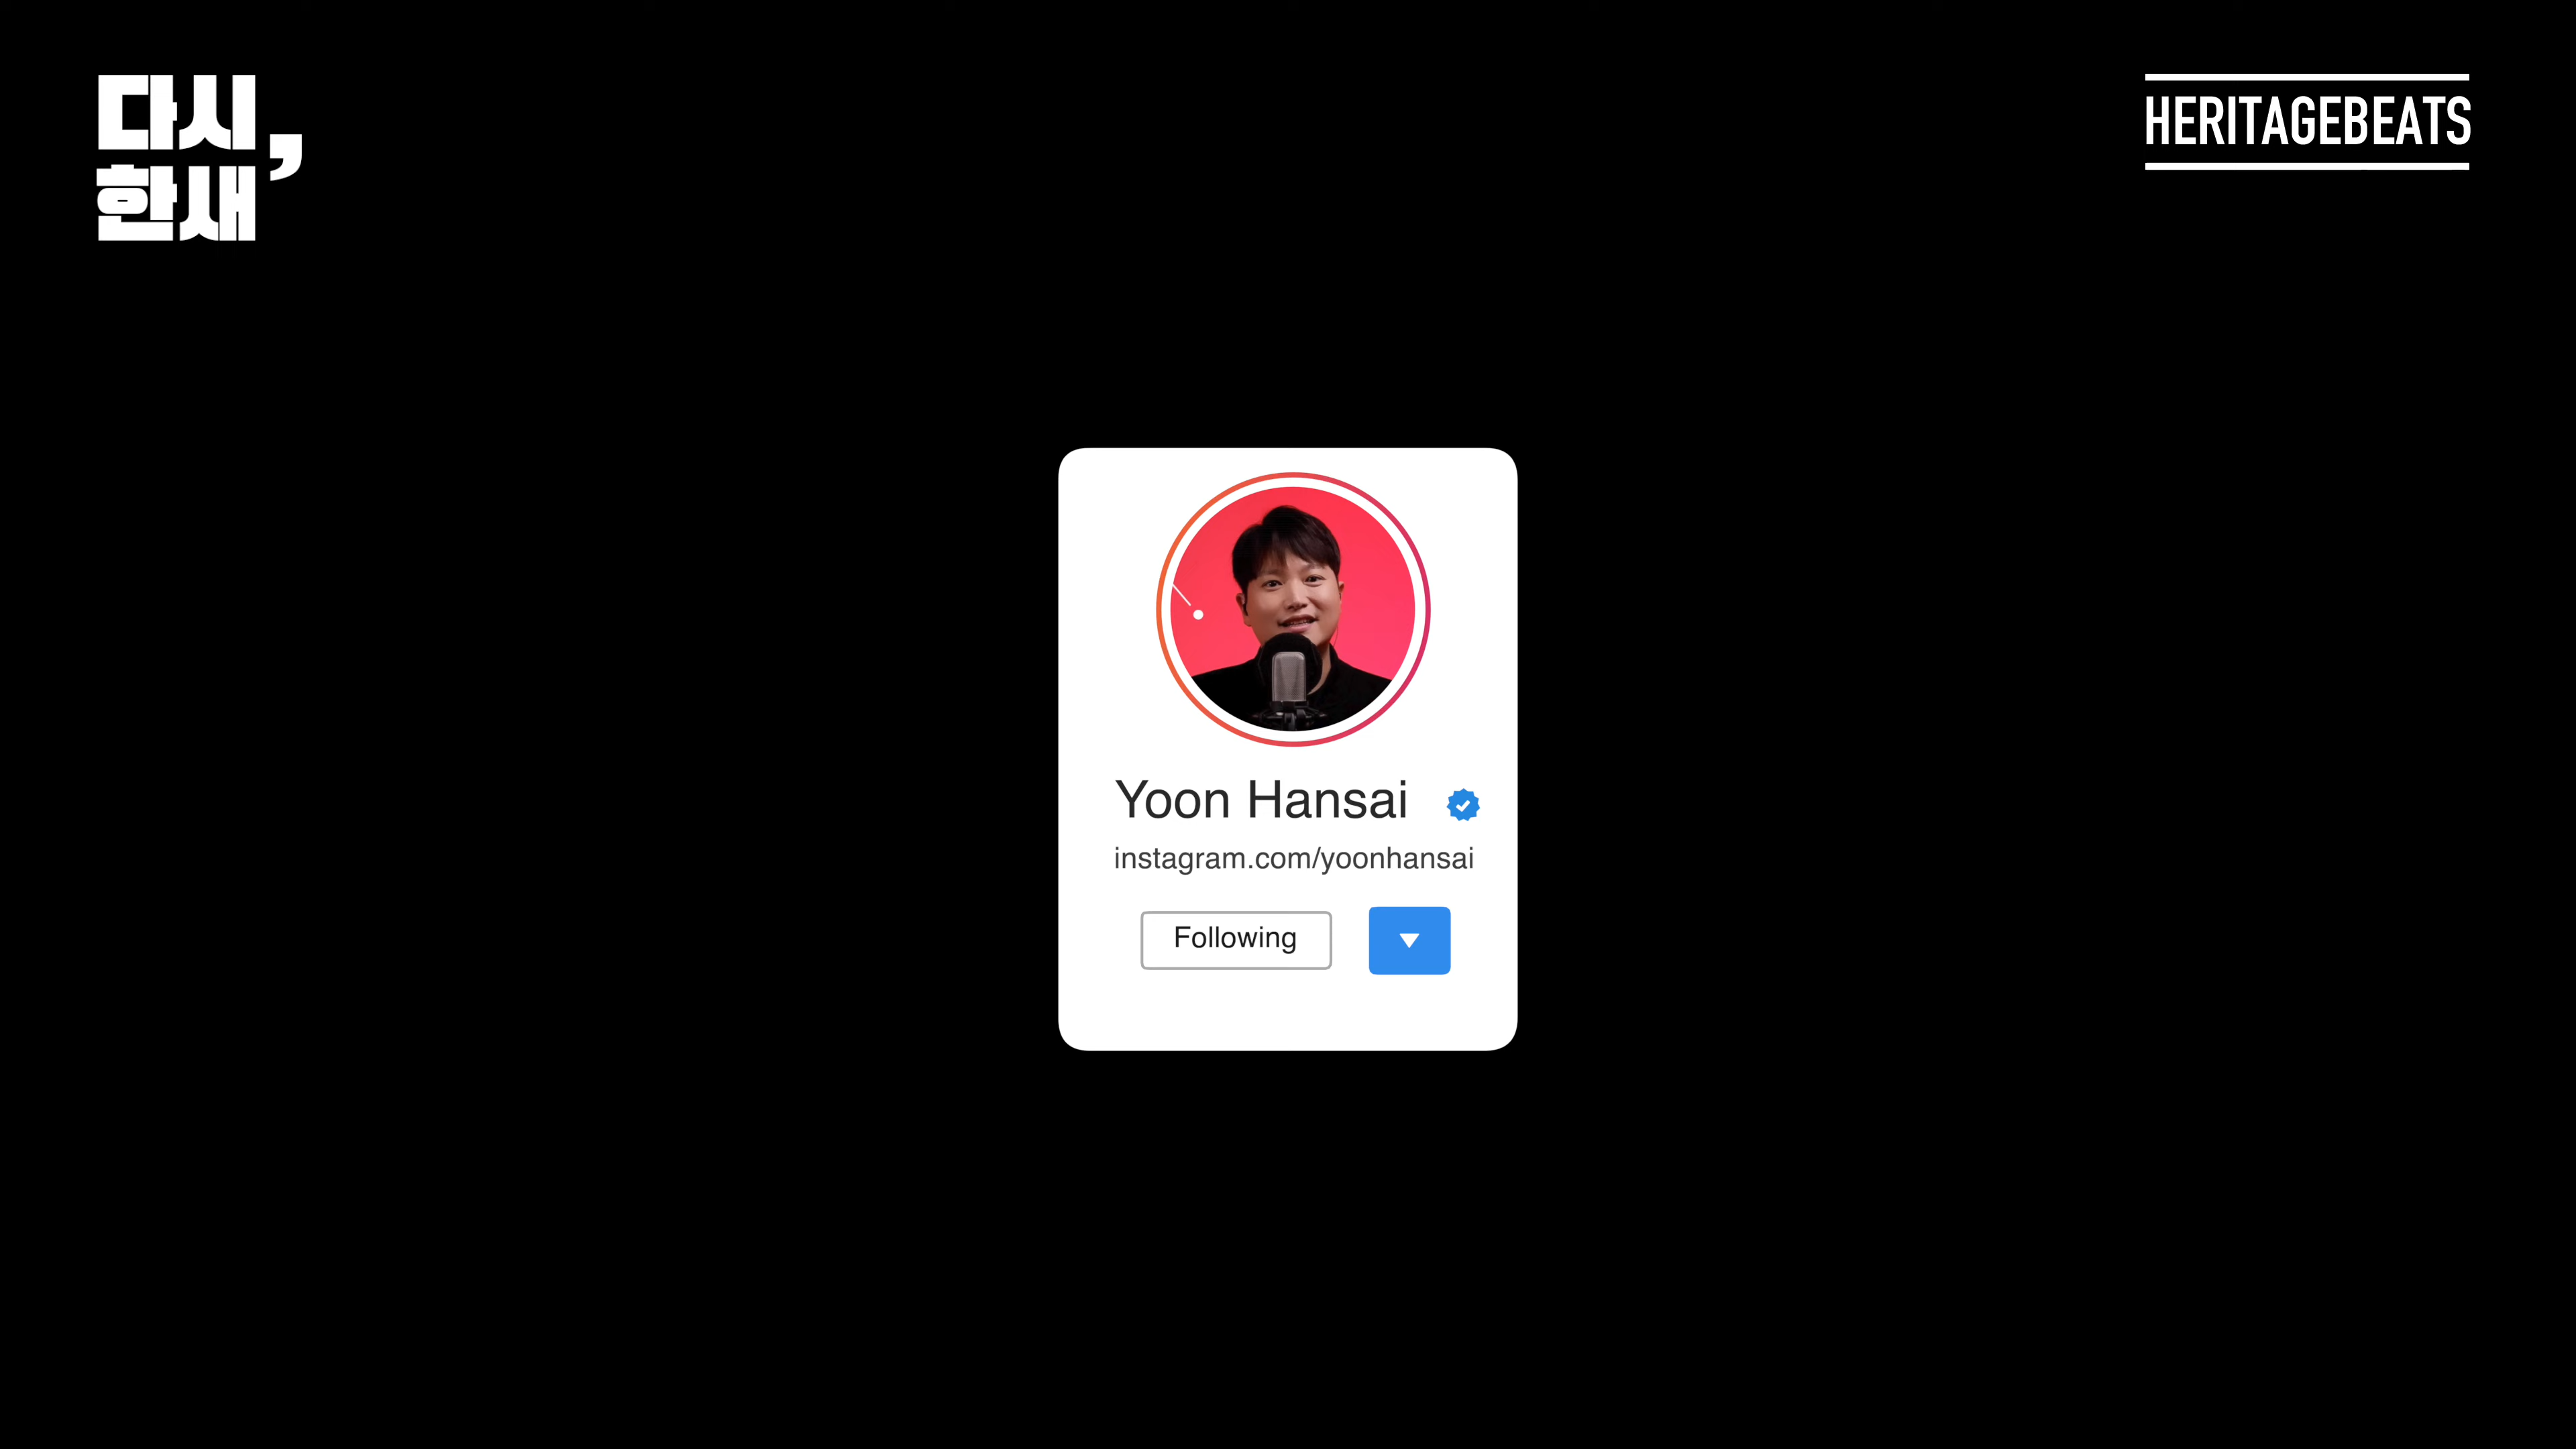 다시,
한새
HERITAGEBEATS
Yoon Hansai
instagram.com/yoonhansai
Following